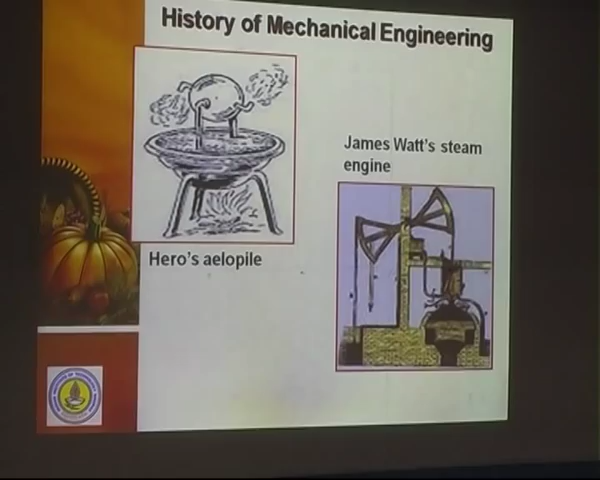 History of Mechanical Engineering
James Watt's steam
engine
Hero's aelopile